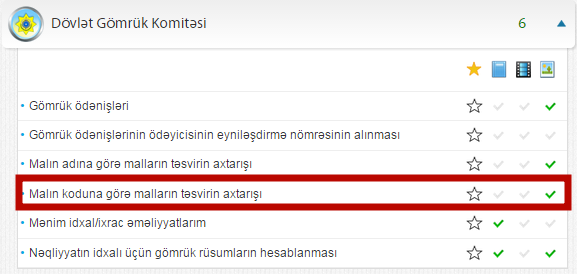 Dövlət Gömrük Komitəsi 6
Gömrük ödənişləri
Gömrük ödənişlərinin ödəyicisinin eyniləşdirmə nömrəsinin alınması
Malın adına görə malların təsvirin axtarışı
Malın koduna görə malların təsvirin axtarışı
Mənim idxal/ixrac əməliyyatlarım
Nəqliyyatın idxalı üçün gömrük rüsumların hesablanması